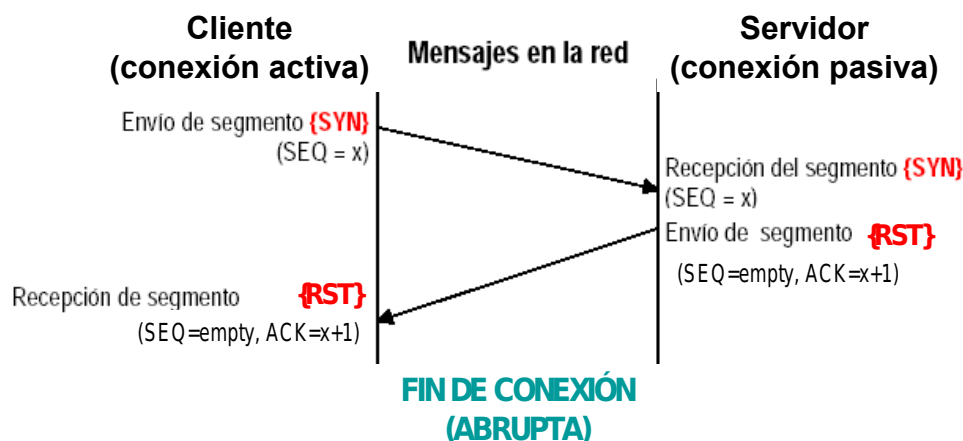 Cliente
(conexión activa)
Mensajes en la red
Servidor
(conexión pasiva)
Envío de segmento {SYN}
(SEQ = x)
Recepción del segmento {SYN}
(SEQ = x)
Envío de segmento {RST}
(SEQ=empty, ACK=x+1)
Recepción de segmento {RST}
(SEQ=empty, ACK=x+1)
FIN DE CONEXIÓN
(ABRUPTA)